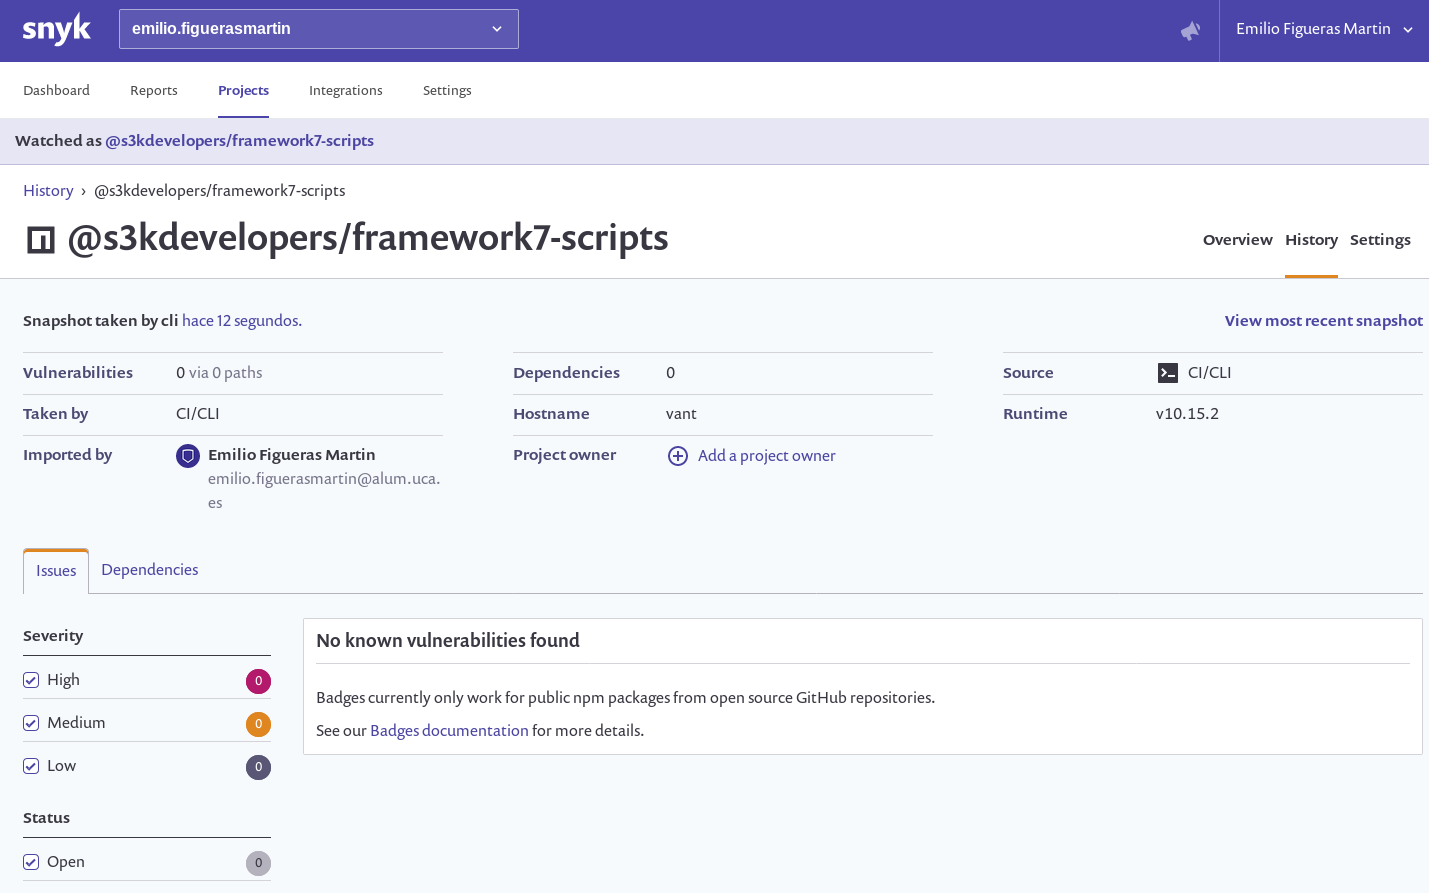 snyk
emilio.figuerasmartin
Emilio Figueras Martin
Dashboard Reports Projects Integrations Settings
Watched as @s3kdevelopers/framework7-scripts
History › @s3kdevelopers/framework7-scripts
@s3kdevelopers/framework7-scripts
Overview History Settings
Snapshot taken by cli hace 12 segundos.
View most recent snapshot
Vulnerabilities 0 via 0 paths
Dependencies 0
Source CI/CLI
Taken by CI/CLI
Hostname vant
Runtime v10.15.2
Imported by Emilio Figueras Martin
emilio.figuerasmartin@alum.uca.
es
Project owner Add a project owner
Issues Dependencies
Severity
High 0
Medium 0
Low 0
Status
Open 0
No known vulnerabilities found
Badges currently only work for public npm packages from open source GitHub repositories.
See our Badges documentation for more details.